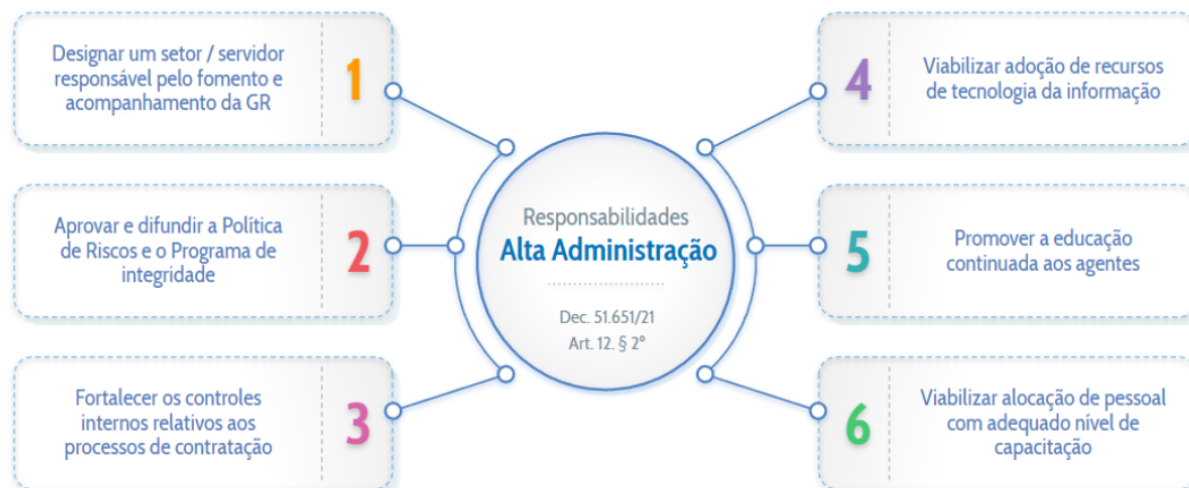 Designar um setor / servidor
responsável pelo fomento e
acompanhamento da GR
1
Aprovar e difundir a Política
de Riscos e o Programa de
integridade
2
Fortalecer os controles
internos relativos aos
processos de contratação
3
Responsabilidades
Alta Administração
Dec. 51.651/21
Art. 12. § 2º
4
Viabilizar adoção de recursos
de tecnologia da informação
5
Promover a educação
continuada aos agentes
6
Viabilizar alocação de pessoal
com adequado nível de
capacitação